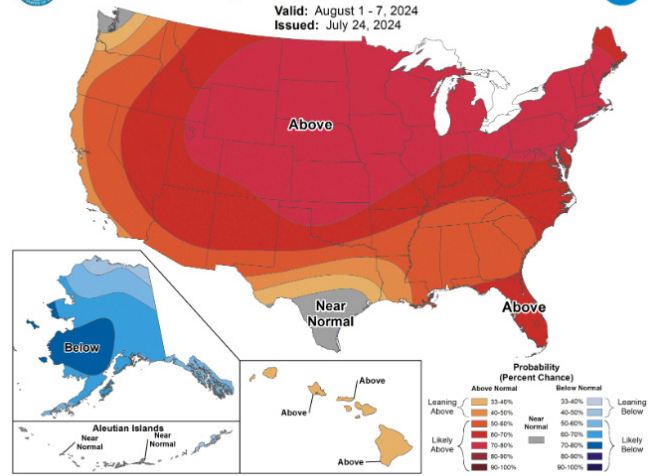 Valid: August 1 - 7, 2024
Issued: July 24, 2024
Above
Near
Normal
Above
Below
Aleutian Islands
Near
Normal
Near
Normal
Above
Above
Above
Probability
(Percent Chance)
Above Normal
Below Normal
Leaning
Above
33-40%
40-50%
Likely
Above
50-60%
60-70%
70-80%
80-90%
90-100%
Near
Normal
33-40%
40-50%
Leaning
Below
50-60%
60-70%
70-80%
80-90%
90-100%
Likely
Below